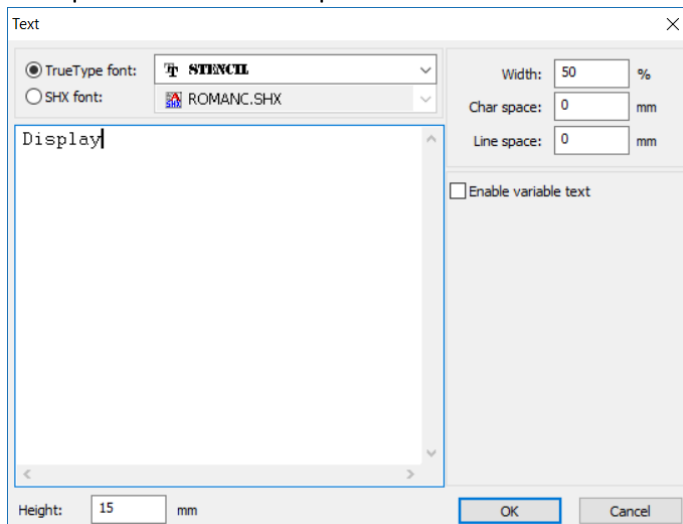 Text
TrueType font: STENCIL
SHX font: ROMANC.SHX
Width: 50 %
Char space: 0 mm
Line space: 0 mm
Display
Enable variable text
Height: 15 mm
OK Cancel